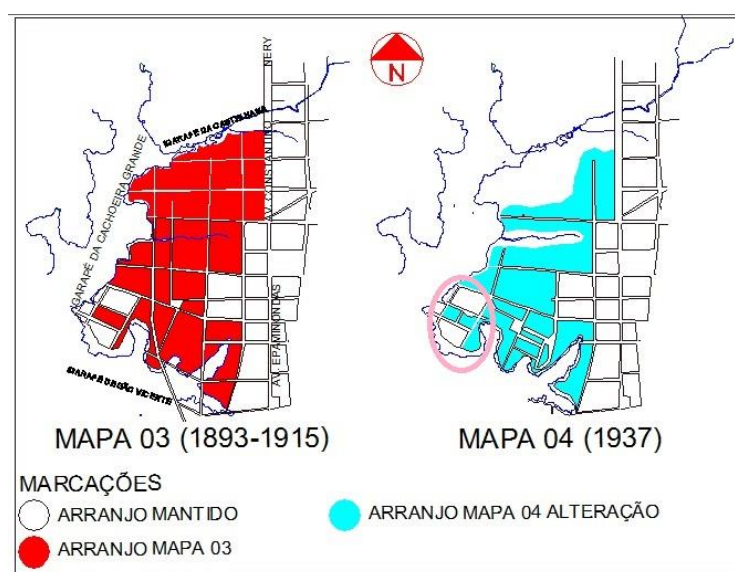 N
NERY
IGARAPÉ DA CASTELHANA
AV. CONSTANTINO
IGARAPÉ DA CACHOEIRA GRANDE
AV. EPAMINONDAS
IGARAPÉ DE SÃO VICENTE
MAPA 03 (1893-1915)
MAPA 04 (1937)
MARCAÇÕES
ARRANJO MANTIDO
ARRANJO MAPA 04 ALTERAÇÃO
ARRANJO MAPA 03